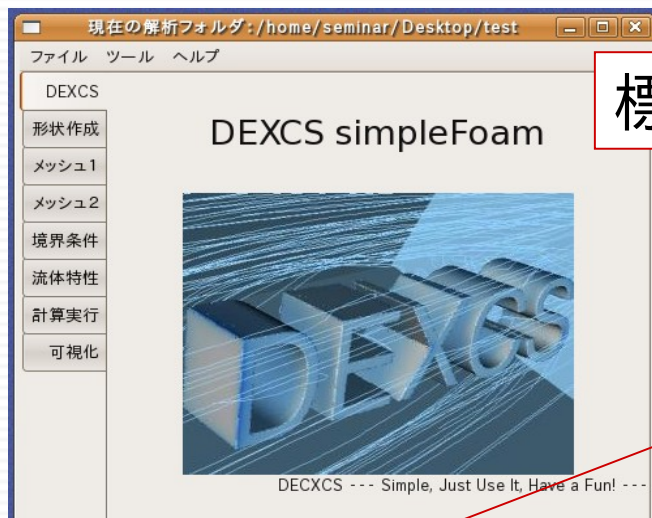 現在の解析フォルダ:/home/seminar/Desktop/test
ファイル ツール ヘルプ
DEXCS
形状作成
メッシュ1
メッシュ2
境界条件
流体特性
計算実行
可視化
標
DEXCS simpleFoam
DEXCS
DECXCS --- Simple, Just Use It, Have a Fun! ---